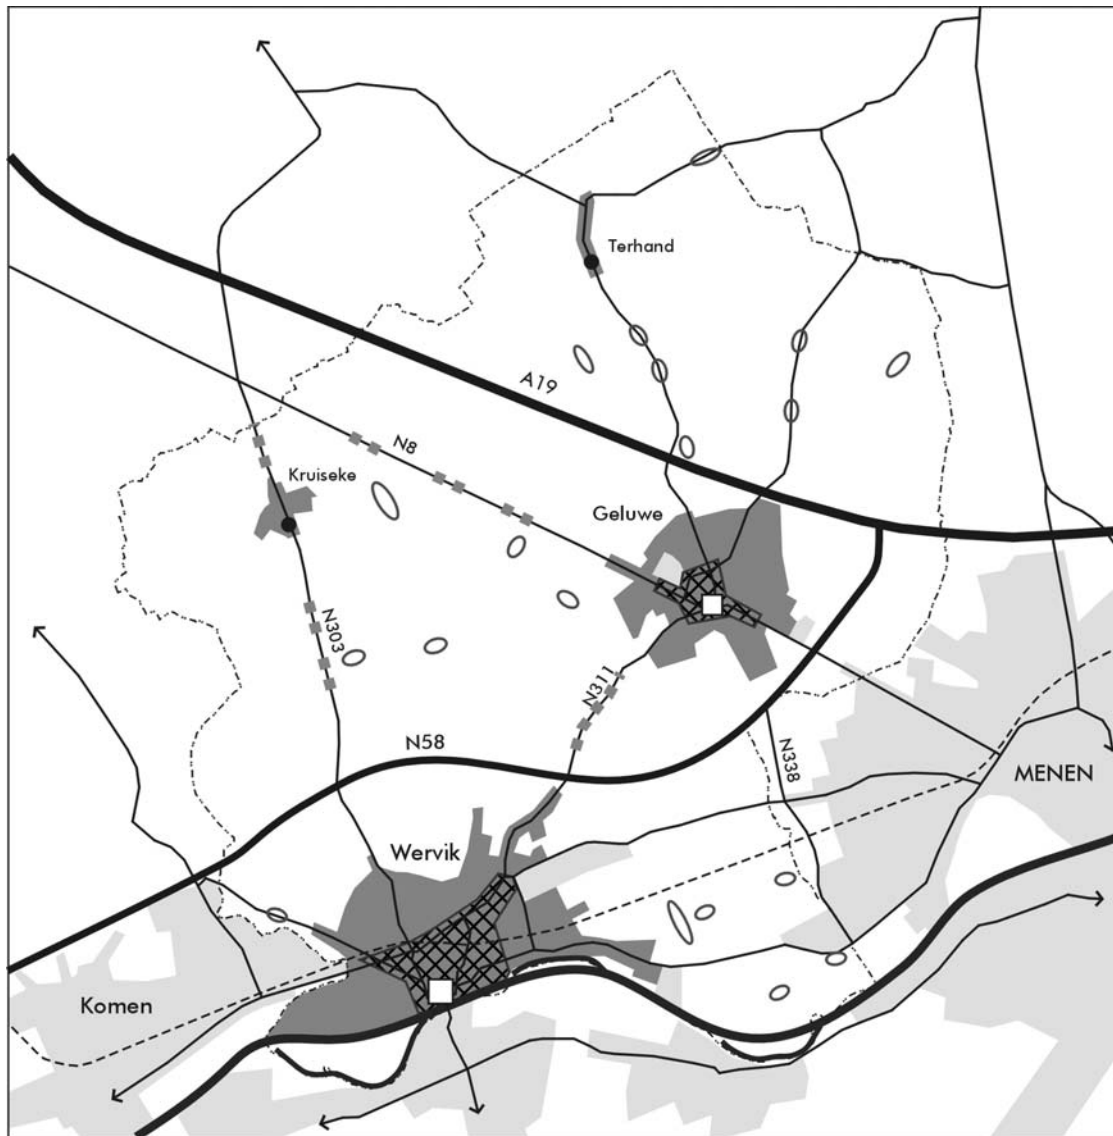 Terhand
A19
N8
Kruiseke
Geluwe
N303
N311
N58
N338
MENEN
Wervik
Komen